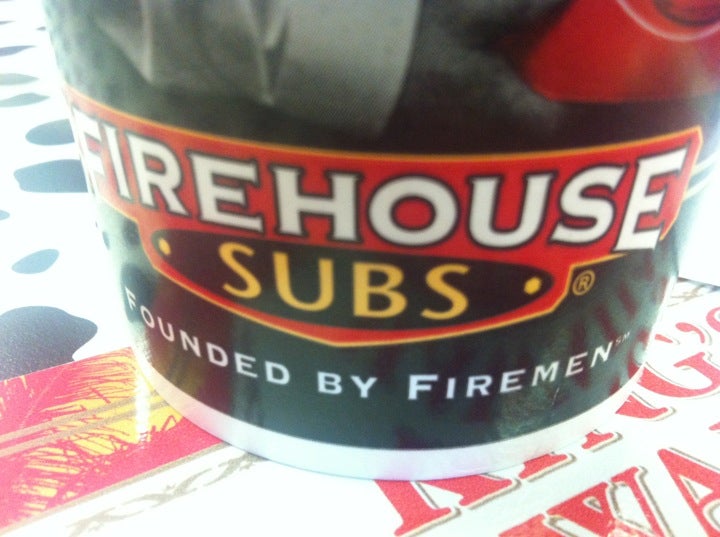 FIREHOUSE
SUBS ®
FOUNDED BY FIREMEN℠